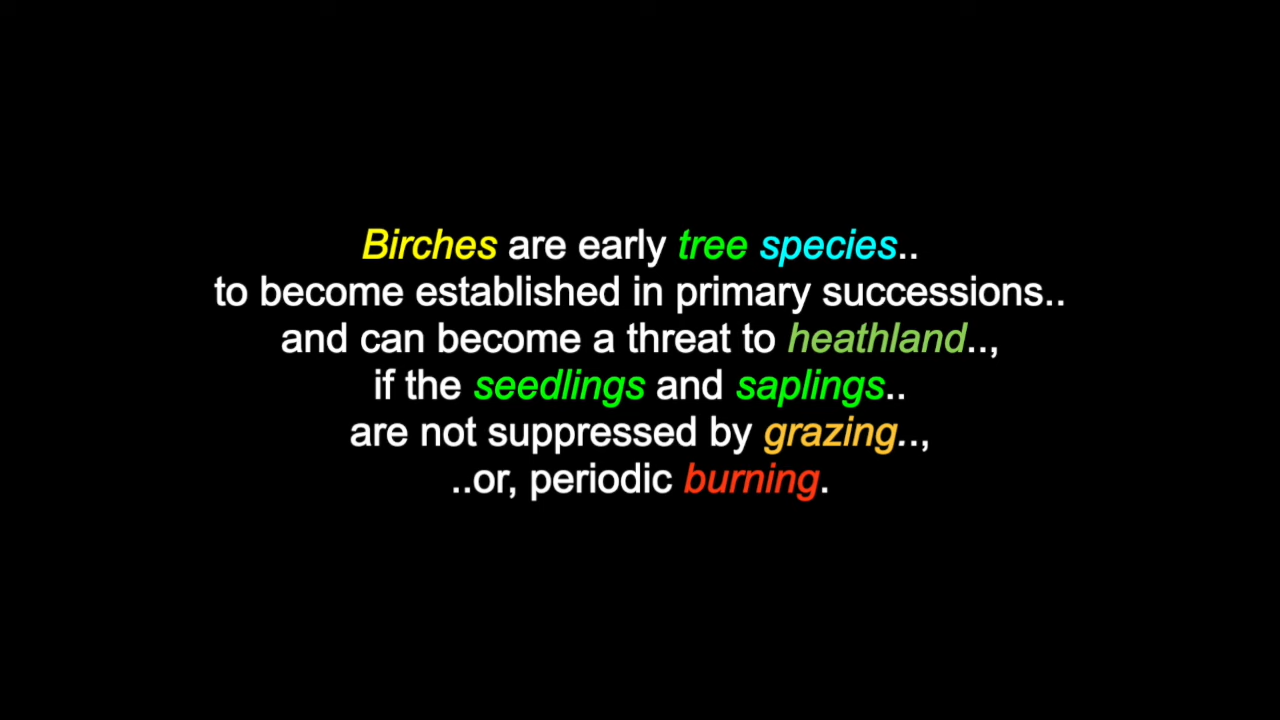 Birches are early tree species..
to become established in primary successions..
and can become a threat to heathland..,
if the seedlings and saplings..
are not suppressed by grazing..,
..or, periodic burning.